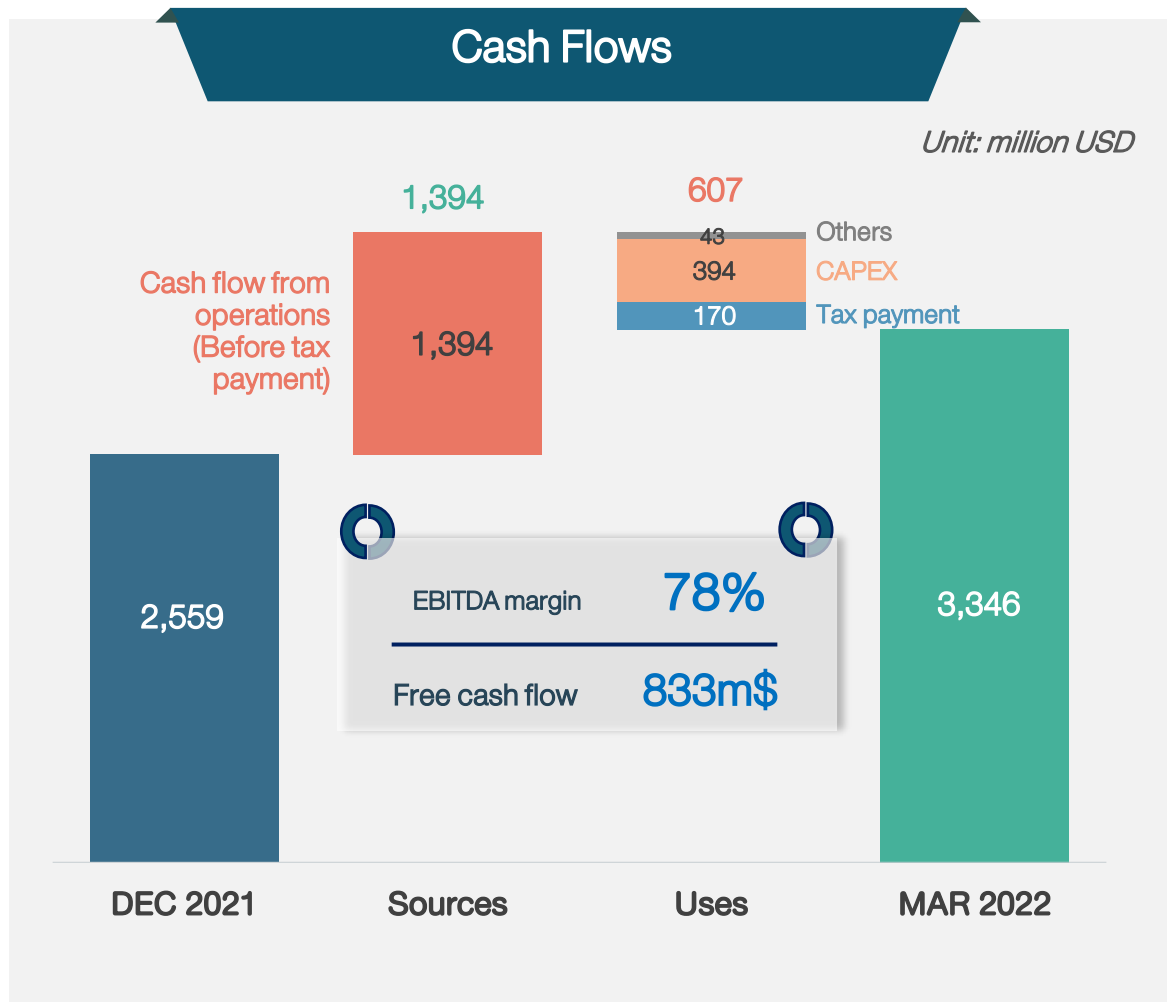 Cash Flows
Unit: million USD
1,394
607
43
Others
Cash flow from
operations
(Before tax
payment)
1,394
394
CAPEX
170
Tax payment
2,559
EBITDA margin
78%
Free cash flow
833m$
3,346
DEC 2021
Sources
Uses
MAR 2022